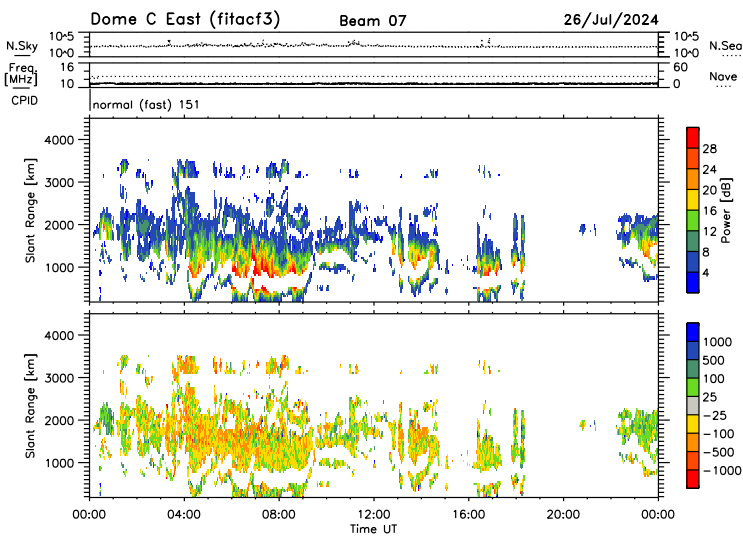 Dome C East (fitacf3) Beam 07 26/Jul/2024
N.Sky 10^5 10^0 10^5 10^0 N.Sea
Freq. [MHz] 16 10 60 0 Nave
CPID normal (fast) 151
4000
3000
2000
1000
Slant Range [km]
28
24
20
16
12
8
4
Power [dB]
4000
3000
2000
1000
Slant Range [km]
1000
500
100
25
-25
-100
-500
-1000
00:00 04:00 08:00 12:00 16:00 20:00 00:00
Time UT